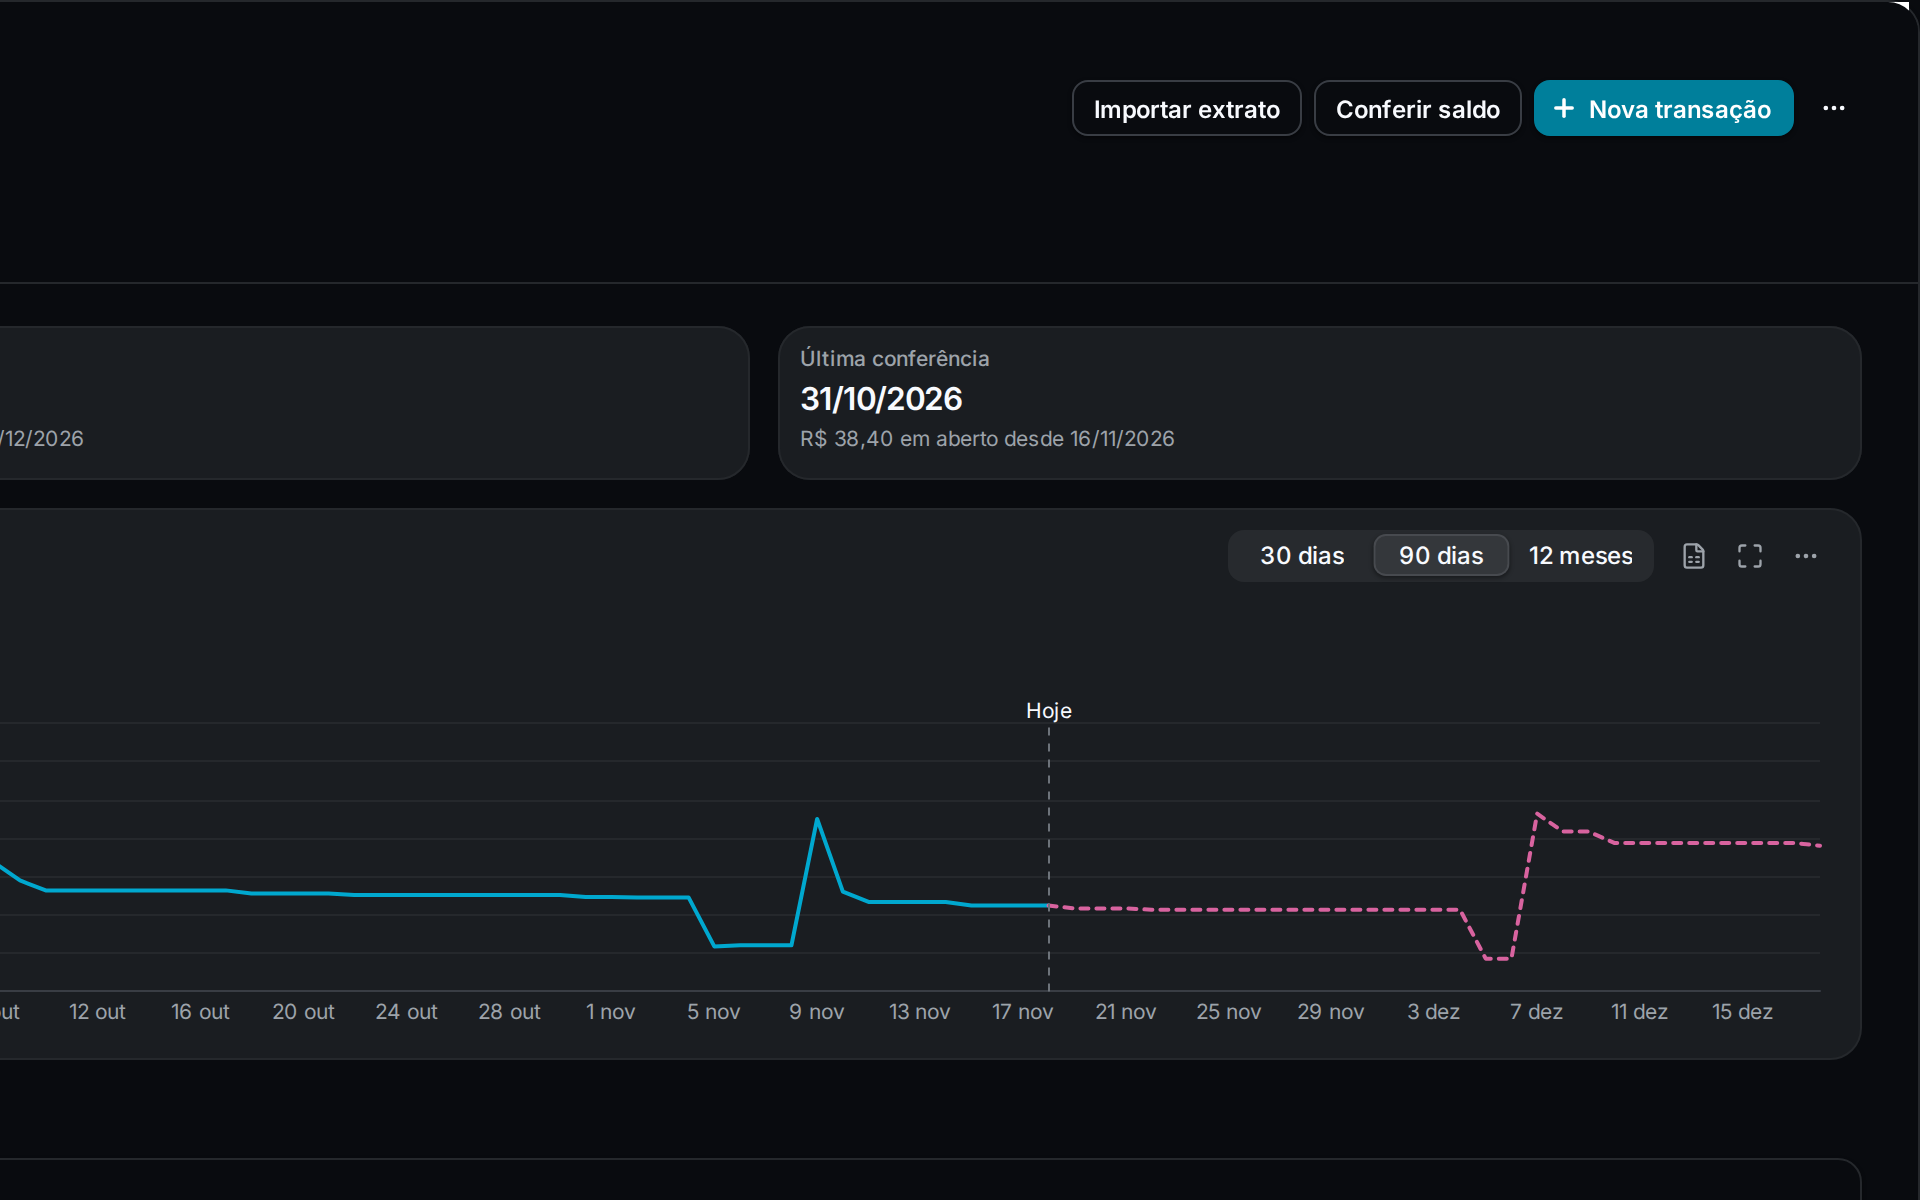 Importar extrato
Conferir saldo
Nova transação
/12/2026
Última conferência
31/10/2026
R$ 38,40 em aberto desde 16/11/2026
30 dias
90 dias
12 meses
Hoje
ut
12 out
16 out
20 out
24 out
28 out
1 nov
5 nov
9 nov
13 nov
17 nov
21 nov
25 nov
29 nov
3 dez
7 dez
11 dez
15 dez